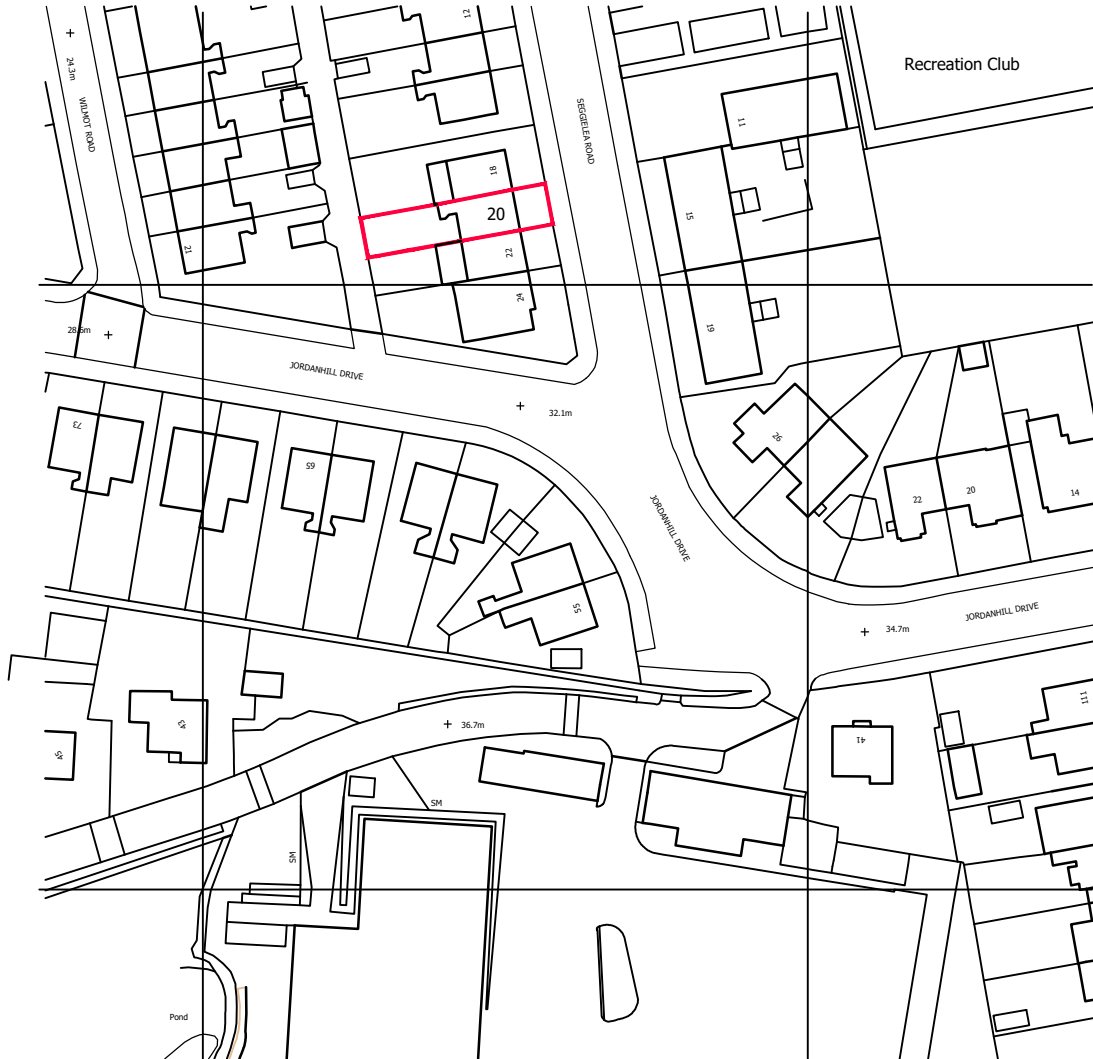 12
24.3m
Recreation Club
WILMOT ROAD
SEGGIELEA ROAD
11
18
15
20
21
22
24
28.6m
19
JORDANHILL DRIVE
32.1m
73
26
65
22
20
14
JORDANHILL DRIVE
55
JORDANHILL DRIVE
34.7m
111
43
36.7m
41
45
SM
SM
Pond